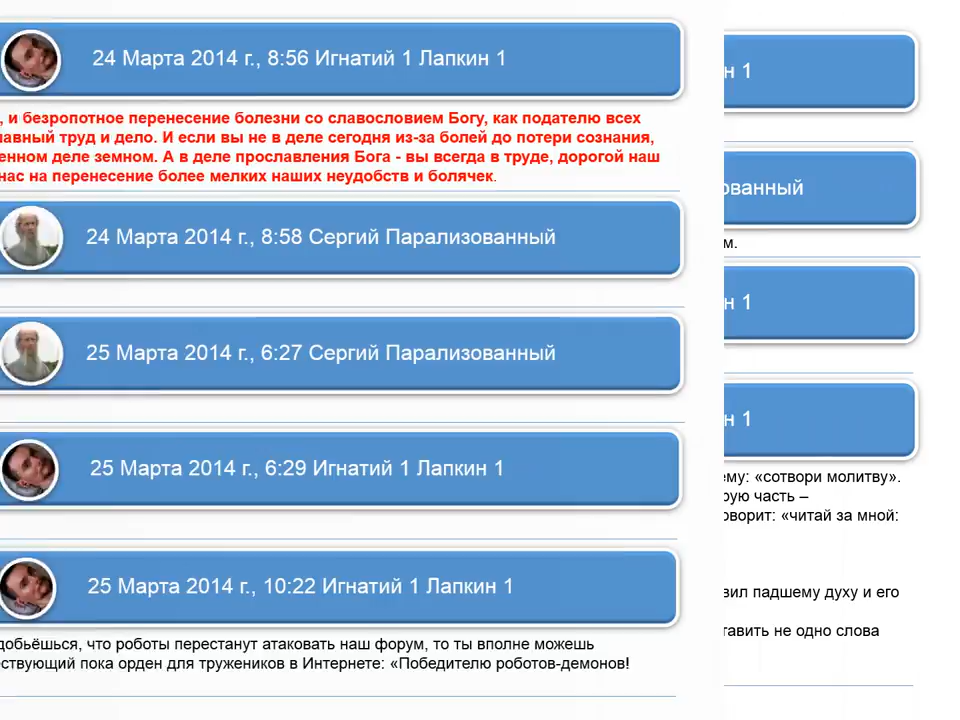 24 Марта 2014 г., 8:56 Игнатий 1 Лапкин 1
, и безропотное перенесение болезни со славословием Богу, как подателю всех
лавный труд и дело. И если вы не в деле сегодня из-за болей до потери сознания,
енном деле земном. А в деле прославления Бога - вы всегда в труде, дорогой наш
нас на перенесение более мелких наших неудобств и болячек.
24 Марта 2014 г., 8:58 Сергий Парализованный
25 Марта 2014 г., 6:27 Сергий Парализованный
25 Марта 2014 г., 6:29 Игнатий 1 Лапкин 1
25 Марта 2014 г., 10:22 Игнатий 1 Лапкин 1
добьёшься, что роботы перестанут атаковать наш форум, то ты вполне можешь
ствующий пока орден для тружеников в Интернете: «Победителю роботов-демонов!
н 1
ованный
м.
н 1
н 1
ему: «сотвори молитву».
рую часть –
оворит: «читай за мной:
вил падшему духу и его
тавить не одно слова